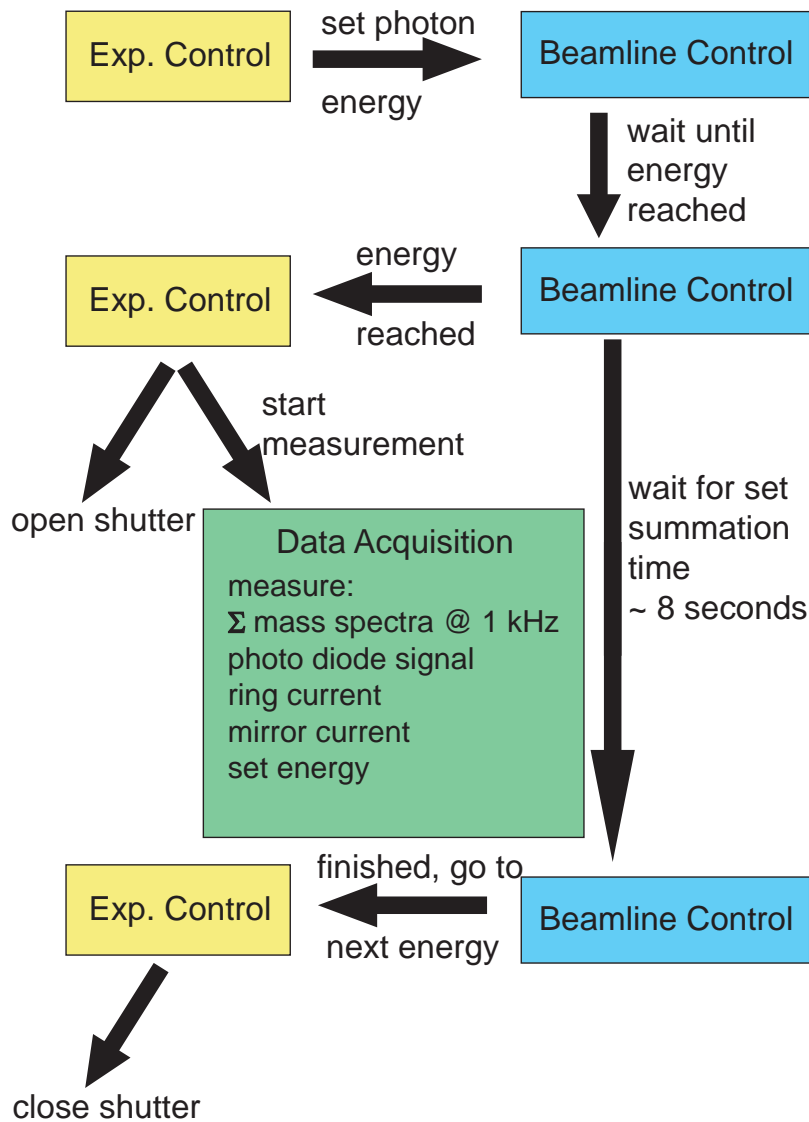 Exp. Control
set photon
energy
Beamline Control
wait until
energy
reached
Exp. Control
energy
reached
Beamline Control
start
measurement
open shutter
wait for set
summation
time
~ 8 seconds
Data Acquisition
measure:
Σ mass spectra @ 1 kHz
photo diode signal
ring current
mirror current
set energy
Exp. Control
finished, go to
next energy
Beamline Control
close shutter